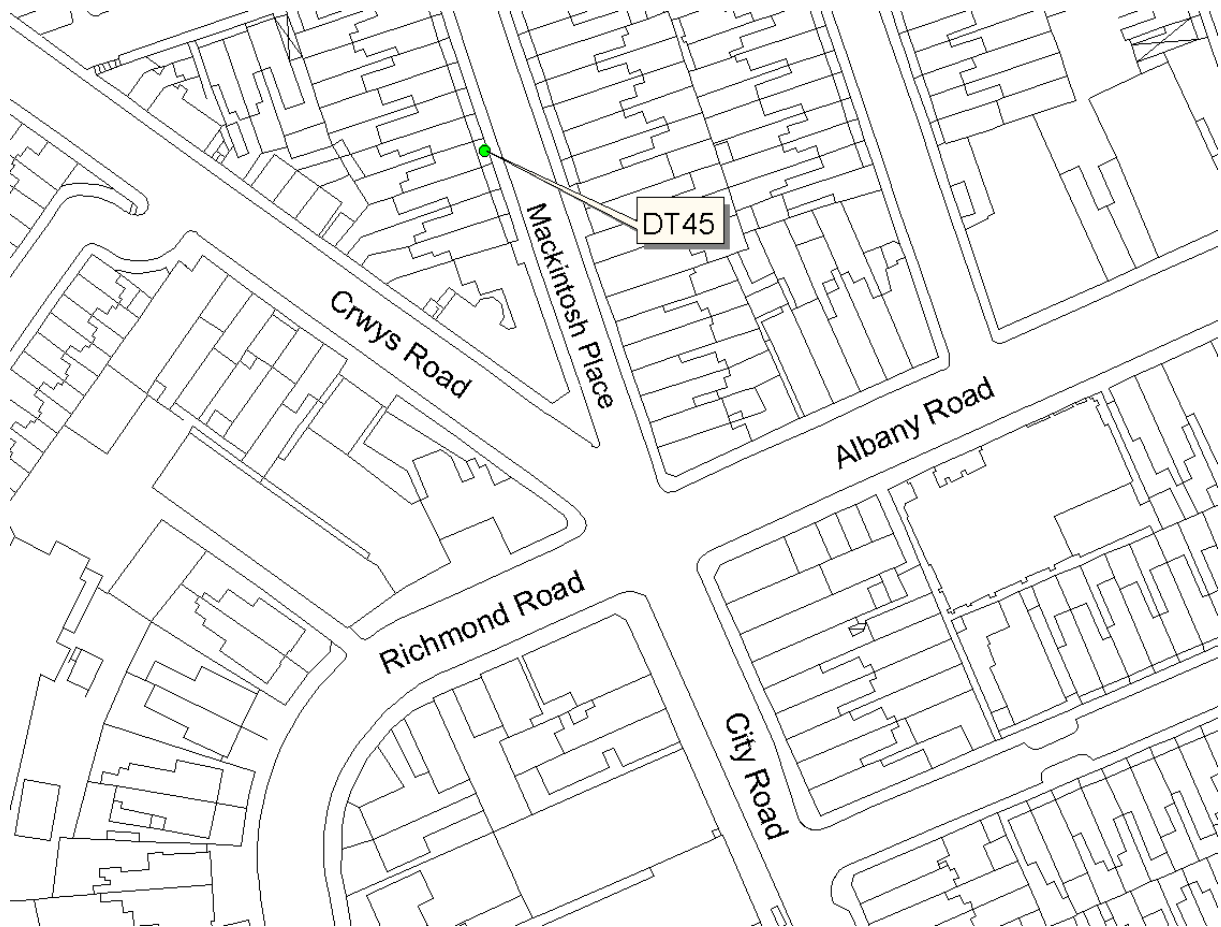 DT45
Mackintosh Place
Crwys Road
Albany Road
Richmond Road
City Road